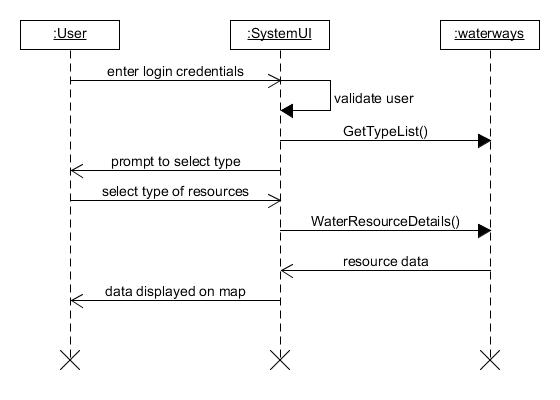 :User
:SystemUI
:waterways
enter login credentials
validate user
GetTypeList()
prompt to select type
select type of resources
WaterResourceDetails()
resource data
data displayed on map